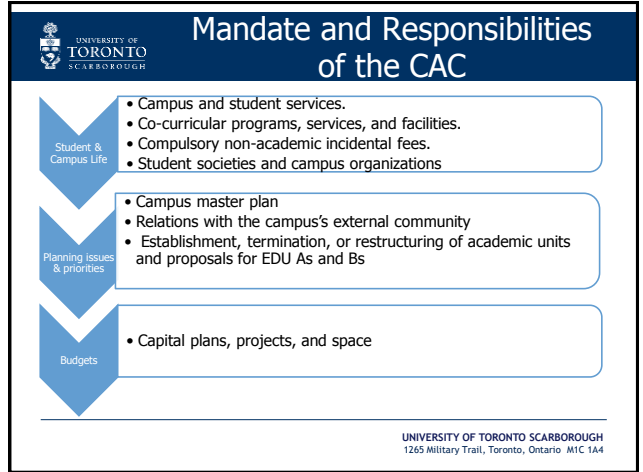 UNIVERSITY OF
TORONTO
SCARBOROUGH
Mandate and Responsibilities
of the CAC
Student &
Campus Life
• Campus and student services.
• Co-curricular programs, services, and facilities.
• Compulsory non-academic incidental fees.
• Student societies and campus organizations
Planning issues
& priorities
• Campus master plan
• Relations with the campus's external community
• Establishment, termination, or restructuring of academic units
and proposals for EDU As and Bs
Budgets
• Capital plans, projects, and space
UNIVERSITY OF TORONTO SCARBOROUGH
1265 Military Trail, Toronto, Ontario M1C 1A4